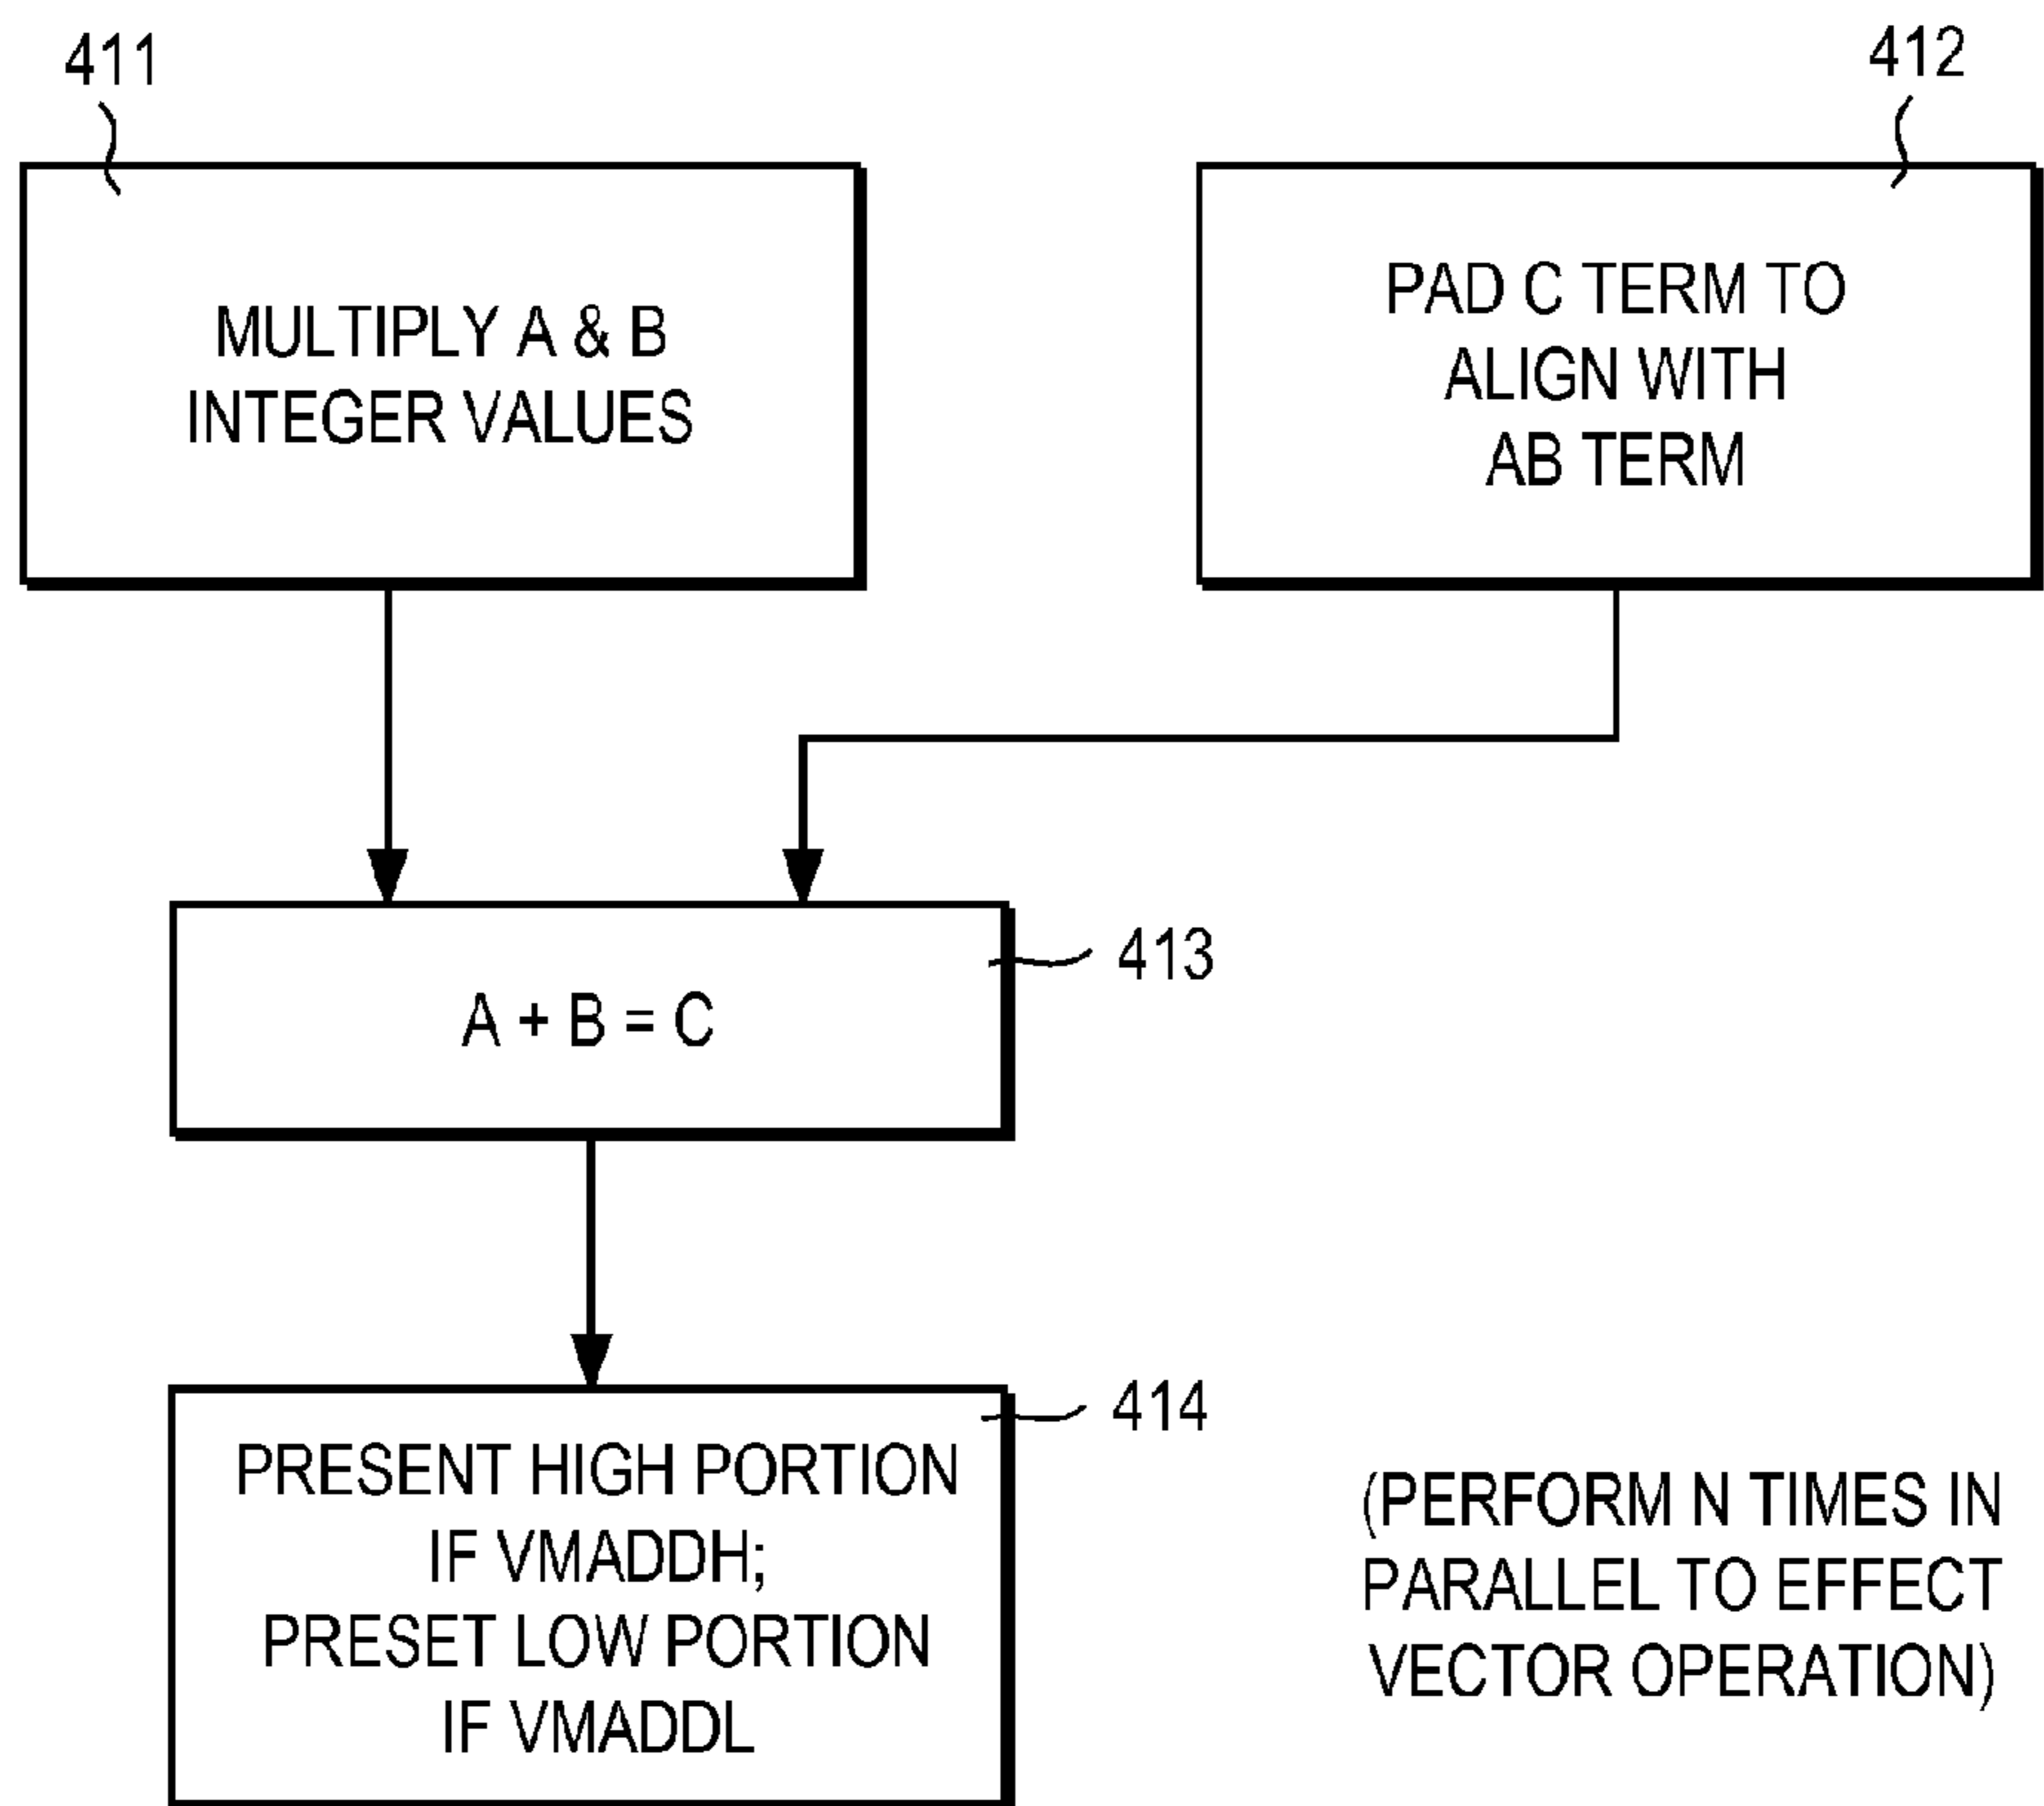 411
412
MULTIPLY A & B
INTEGER VALUES
PAD C TERM TO
ALIGN WITH
AB TERM
413
A + B = C
414
PRESENT HIGH PORTION
IF VMADDH;
PRESET LOW PORTION
IF VMADDL
(PERFORM N TIMES IN
PARALLEL TO EFFECT
VECTOR OPERATION)